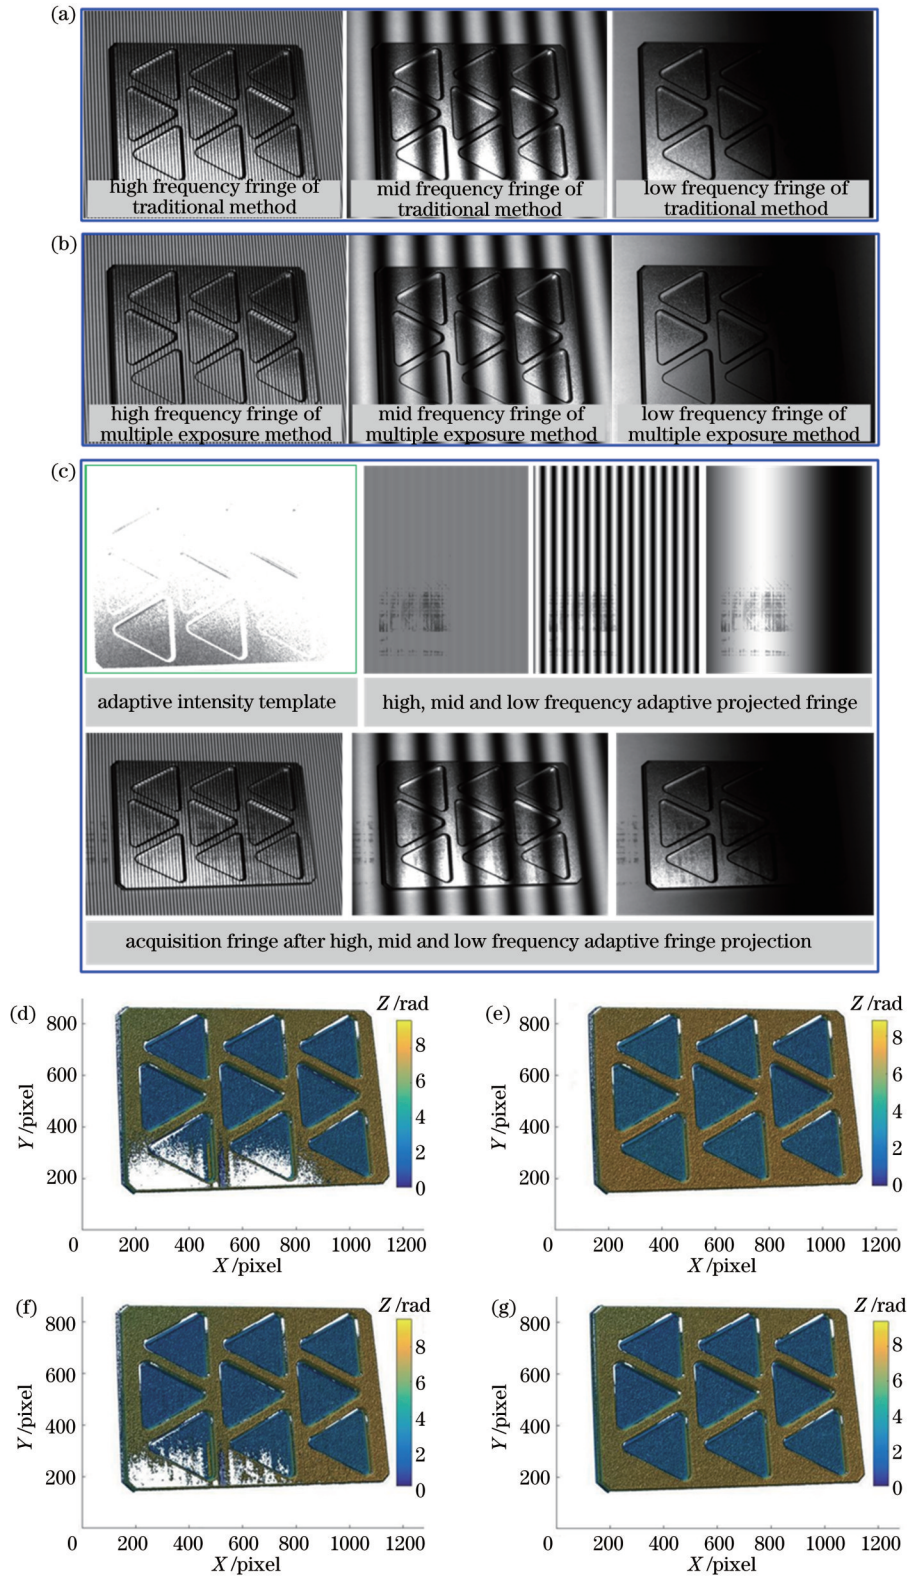 (a)
high frequency fringe of
traditional method
mid frequency fringe of
traditional method
low frequency fringe of
traditional method
(b)
high frequency fringe of
multiple exposure method
mid frequency fringe of
multiple exposure method
low frequency fringe of
multiple exposure method
(c)
adaptive intensity template
high, mid and low frequency adaptive projected fringe
acquisition fringe after high, mid and low frequency adaptive fringe projection
(d)
Z /rad
800
600
400
200
Y /pixel
8
6
4
2
0
0 200 400 600 800 1000 1200
X /pixel
(e)
Z /rad
800
600
400
200
Y /pixel
8
6
4
2
0
0 200 400 600 800 1000 1200
X /pixel
(f)
Z /rad
800
600
400
200
Y /pixel
8
6
4
2
0
0 200 400 600 800 1000 1200
X /pixel
(g)
Z /rad
800
600
400
200
Y /pixel
8
6
4
2
0
0 200 400 600 800 1000 1200
X /pixel